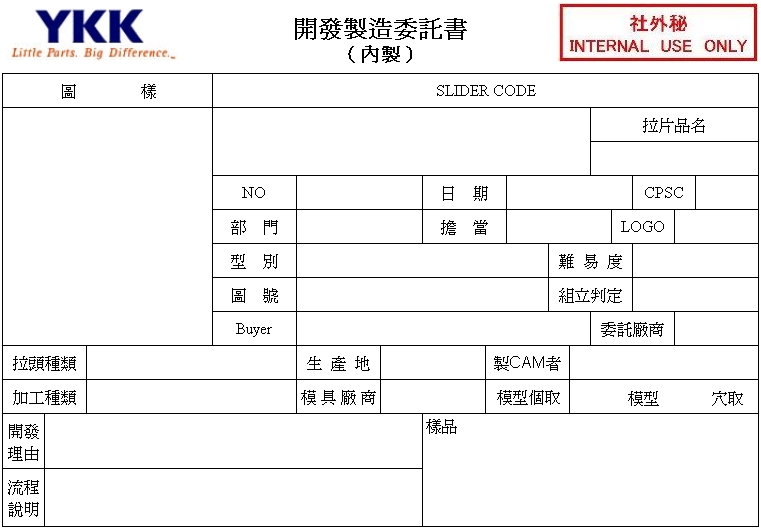 YKK
Little Parts. Big Difference.
開發製造委託書
（內製）
社外秘
INTERNAL USE ONLY
圖 樣
SLIDER CODE
拉片品名
NO
日 期
CPSC
部 門
擔 當
LOGO
型 別
難 易 度
圖 號
組立判定
Buyer
委託廠商
拉頭種類
生 產 地
製CAM者
加工種類
模 具 廠 商
模型個取
模型
穴取
開發
理由
樣品
流程
說明